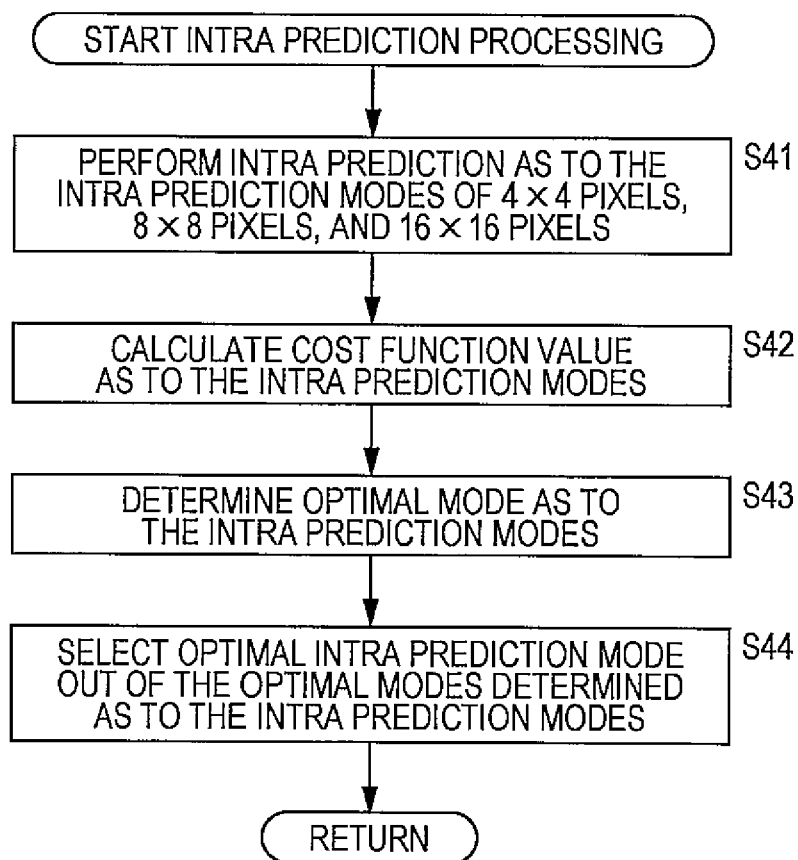 START INTRA PREDICTION PROCESSING
S41
PERFORM INTRA PREDICTION AS TO THE
INTRA PREDICTION MODES OF 4 × 4 PIXELS,
8 × 8 PIXELS, AND 16 × 16 PIXELS
S42
CALCULATE COST FUNCTION VALUE
AS TO THE INTRA PREDICTION MODES
S43
DETERMINE OPTIMAL MODE AS TO
THE INTRA PREDICTION MODES
S44
SELECT OPTIMAL INTRA PREDICTION MODE
OUT OF THE OPTIMAL MODES DETERMINED
AS TO THE INTRA PREDICTION MODES
RETURN